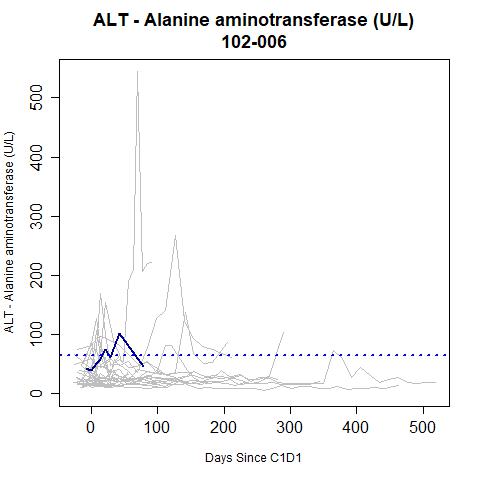 ALT - Alanine aminotransferase (U/L)
102-006
ALT - Alanine aminotransferase (U/L)
500
400
300
200
100
0
0 100 200 300 400 500
Days Since C1D1